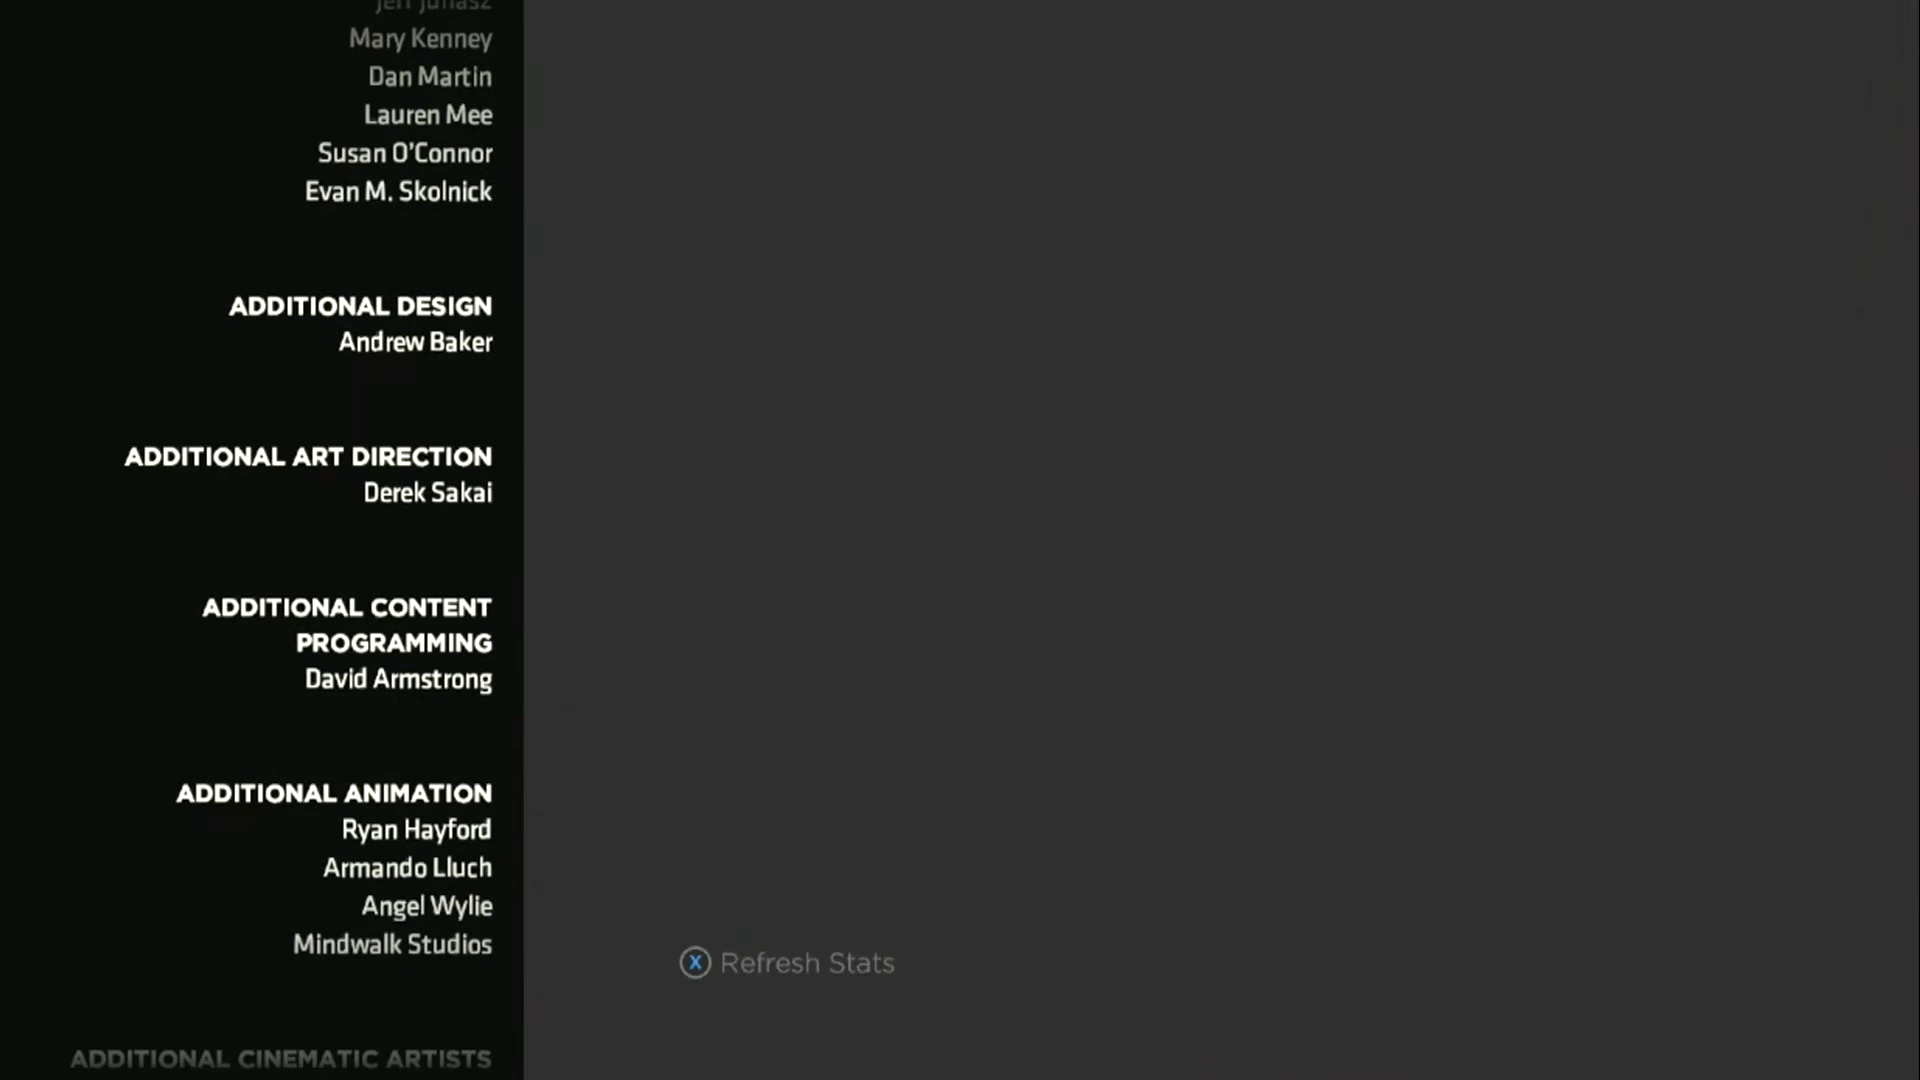 Mary Kenney
Dan Martin
Lauren Mee
Susan O'Connor
Evan M. Skolnick
ADDITIONAL DESIGN
Andrew Baker
ADDITIONAL ART DIRECTION
Derek Sakai
ADDITIONAL CONTENT
PROGRAMMING
David Armstrong
ADDITIONAL ANIMATION
Ryan Hayford
Armando Lluch
Angel Wylie
Mindwalk Studios
X Refresh Stats
ADDITIONAL CINEMATIC ARTISTS